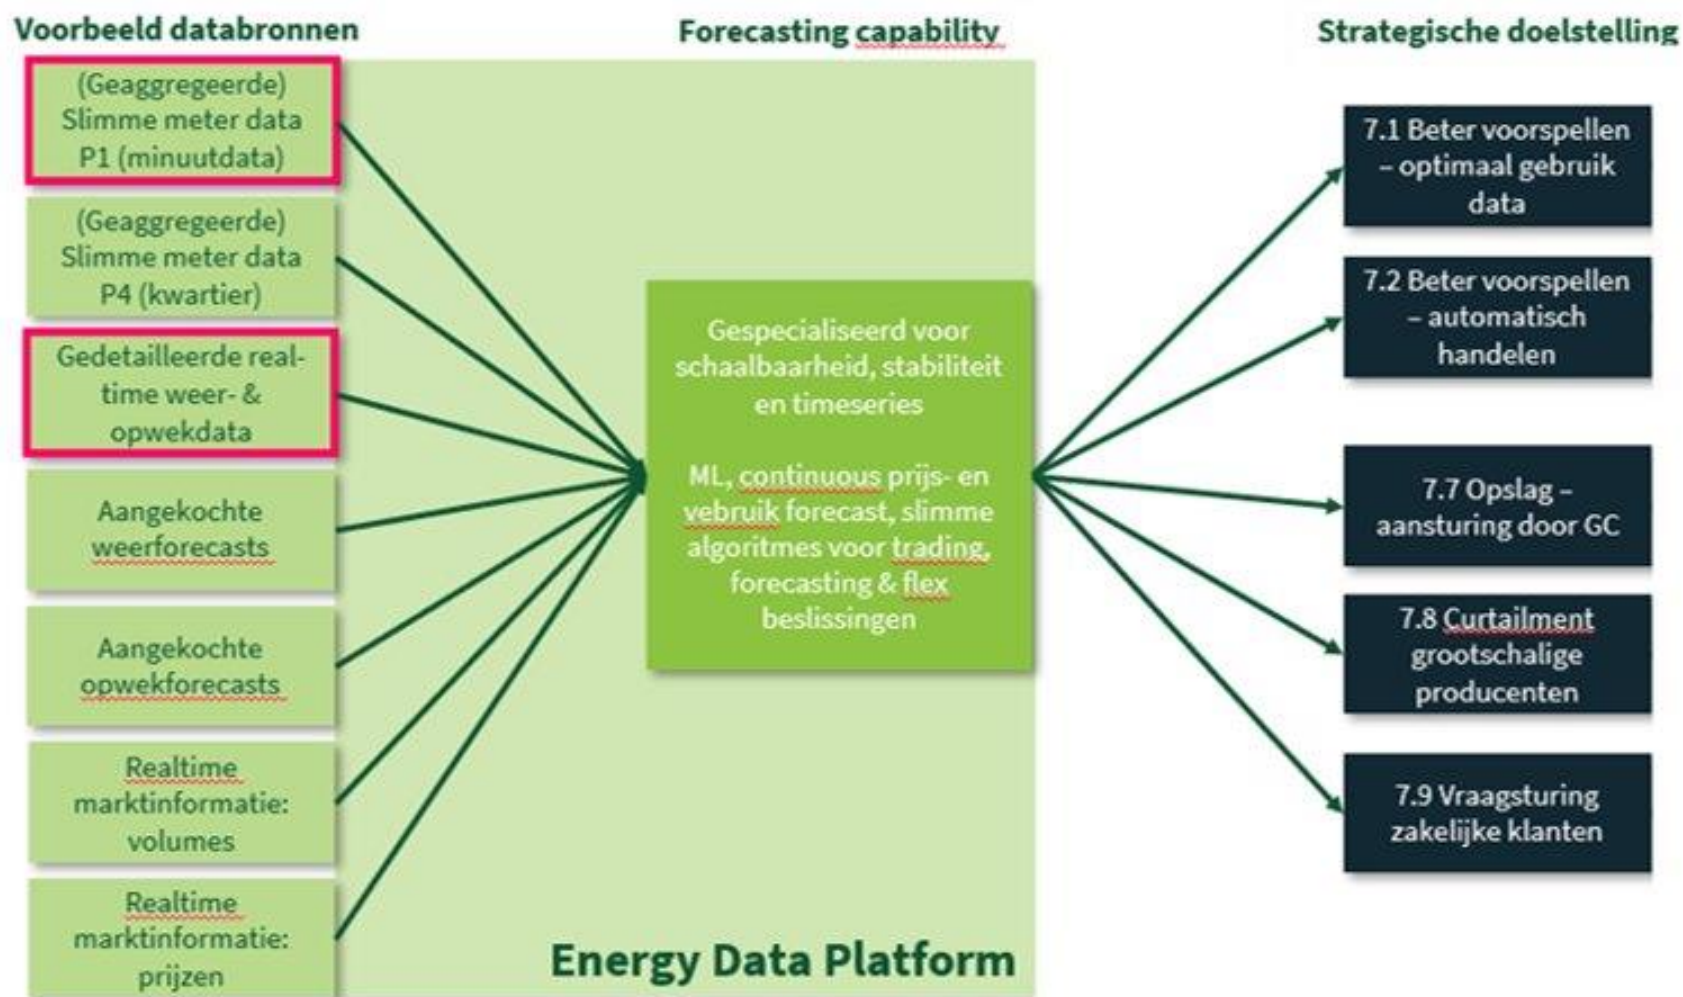 Voorbeeld databronnen
Forecasting capability
Strategische doelstelling
(Geaggregeerde)
Slimme meter data
P1 (minuutdata)
(Geaggregeerde)
Slimme meter data
P4 (kwartier)
Gedetailleerde real-
time weer- &
opwekdata
Aangekochte
weerforecasts
Aangekochte
opwekforecasts
Realtime
marktinformatie:
volumes
Realtime
marktinformatie:
prijzen
Gespecialiseerd voor
schaalbaarheid, stabiliteit
en timeseries
ML, continuous prijs- en
vebruik forecast, slimme
algoritmes voor trading,
forecasting & flex
beslissingen
Energy Data Platform
7.1 Beter voorspellen
– optimaal gebruik
data
7.2 Beter voorspellen
– automatisch
handelen
7.7 Opslag –
aansturing door GC
7.8 Curtailment
grootschalige
producenten
7.9 Vraagsturing
zakelijke klanten